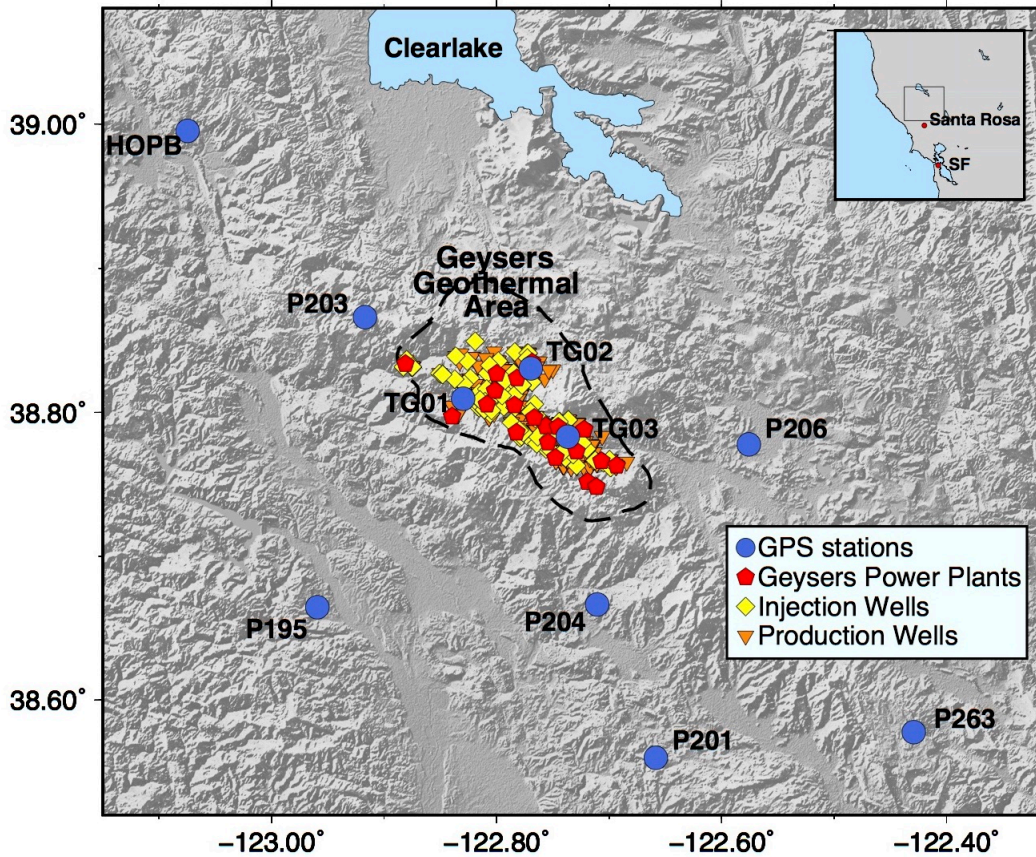 Clearlake
Santa Rosa
SF
39.00°
HOPB
Geysers
Geothermal
Area
P203
TG02
TG01
38.80°
TG03
P206
GPS stations
Geysers Power Plants
Injection Wells
Production Wells
P195
P204
38.60°
P201
P263
−123.00°
−122.80°
−122.60°
−122.40°